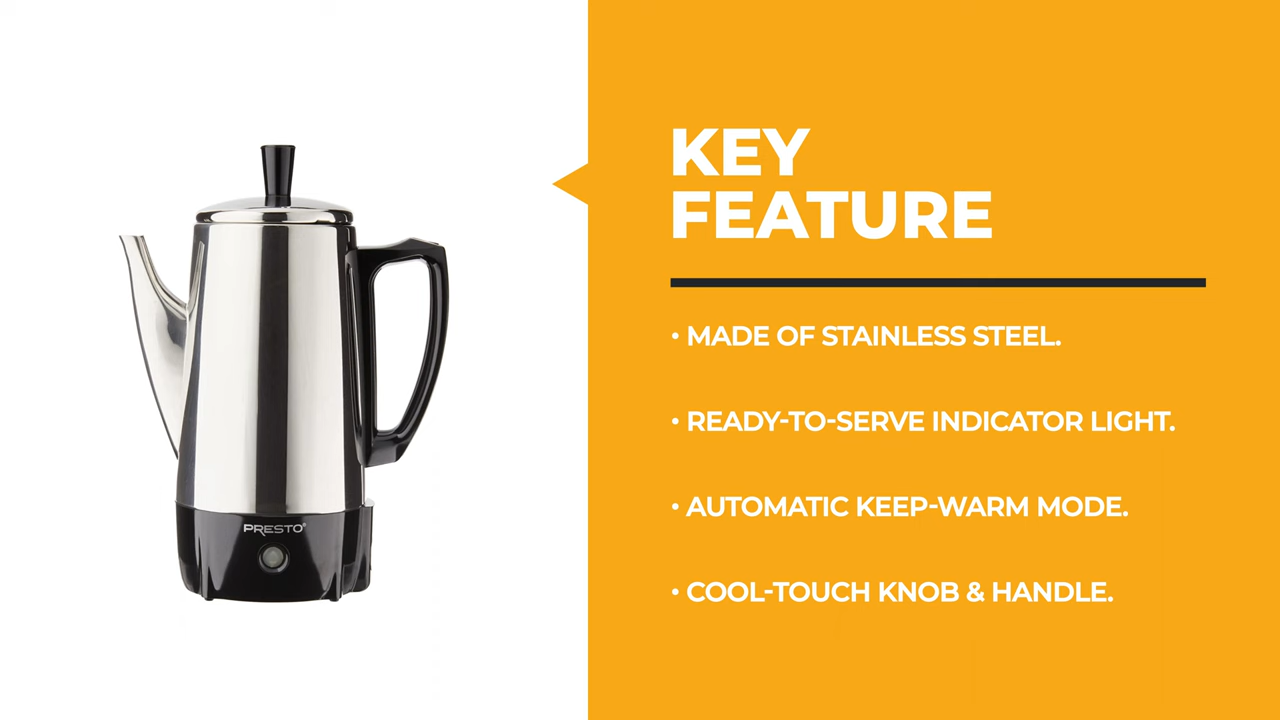 KEY
FEATURE
• MADE OF STAINLESS STEEL.
• READY-TO-SERVE INDICATOR LIGHT.
• AUTOMATIC KEEP-WARM MODE.
• COOL-TOUCH KNOB & HANDLE.
PRESTO®